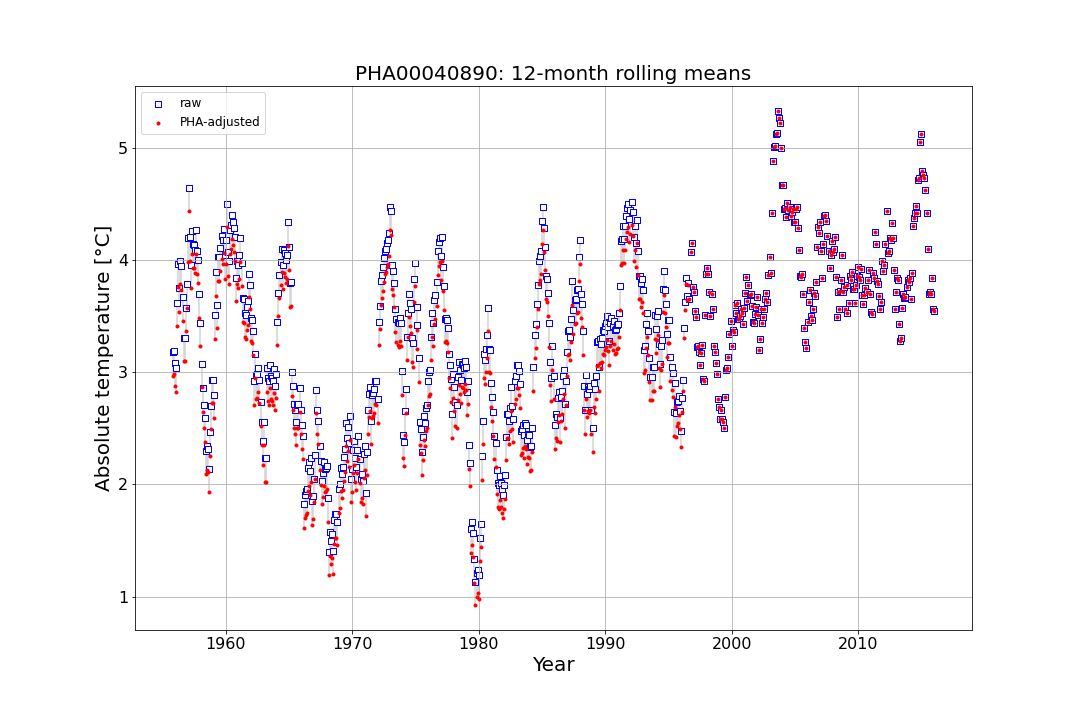 PHA00040890: 12-month rolling means
raw
PHA-adjusted
Absolute temperature [°C]
5
4
3
2
1
1960 1970 1980 1990 2000 2010
Year